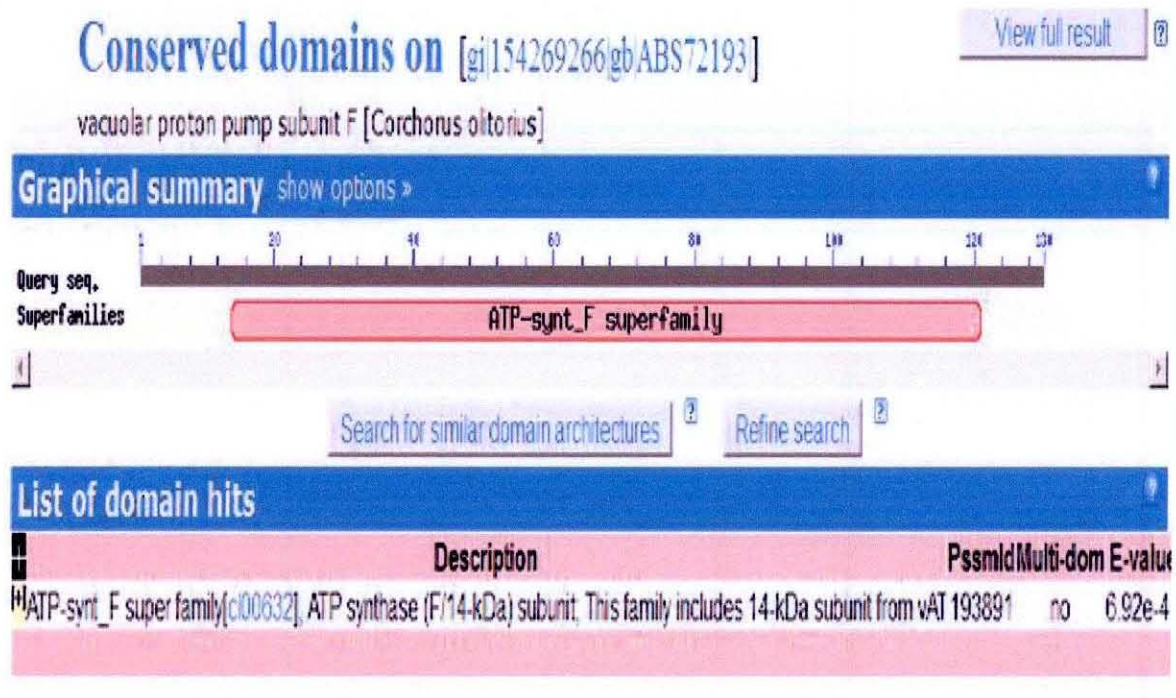 Conserved domains on [gi|154269266|gb|ABS72193|]
View full result ?
vacuolar proton pump subunit F [Corchorus olitorius]
Graphical summary show options » ?
1 20 40 60 80 100 120 130
Query seq.
Superfamilies
ATP-synt_F superfamily
Search for similar domain architectures ? Refine search ?
List of domain hits ?
Description PssmId Multi-dom E-value
[+] ATP-synt_F super family[cl00632], ATP synthase (F/14-kDa) subunit; This family includes 14-kDa subunit from vAT 193891 no 6.92e-4